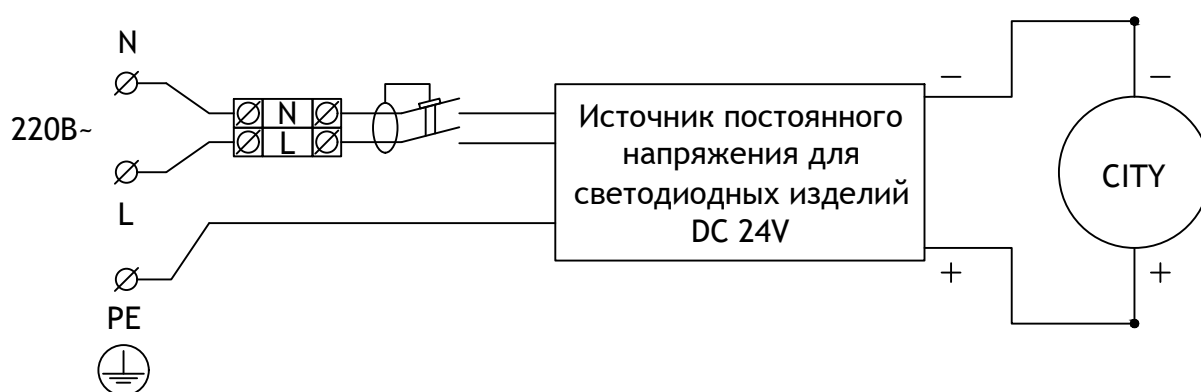 N
220В~
L
PE
N
L
Источник постоянного
напряжения для
светодиодных изделий
DC 24V
−
+
CITY
−
+